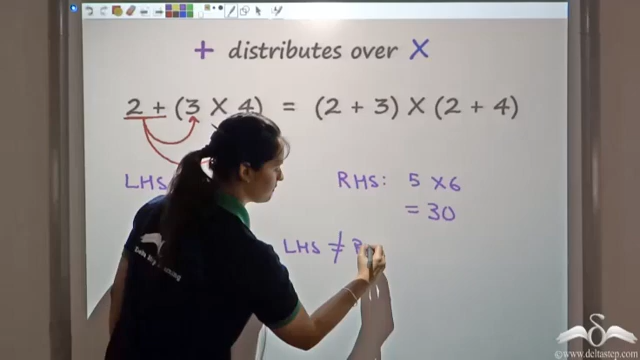 + distributes over X
2 + (3 X 4) = (2 + 3) X (2 + 4)
LHS
RHS: 5 X 6
= 30
LHS ≠
www.deltastep.com